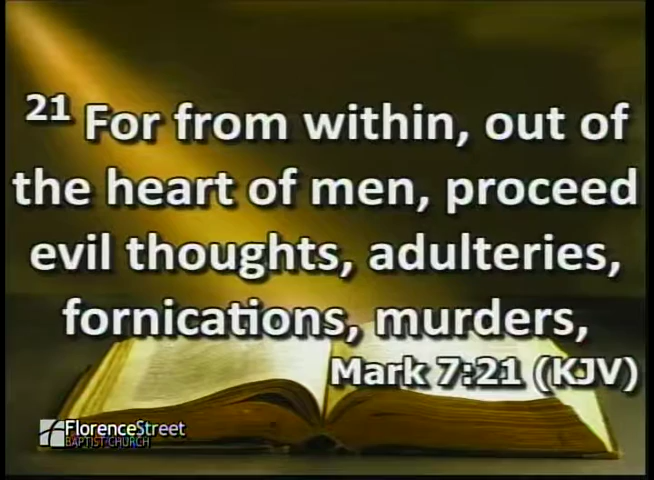 21 For from within, out of
the heart of men, proceed
evil thoughts, adulteries,
fornications, murders,
Mark 7:21 (KJV)
FlorenceStreet
BAPTIST CHURCH